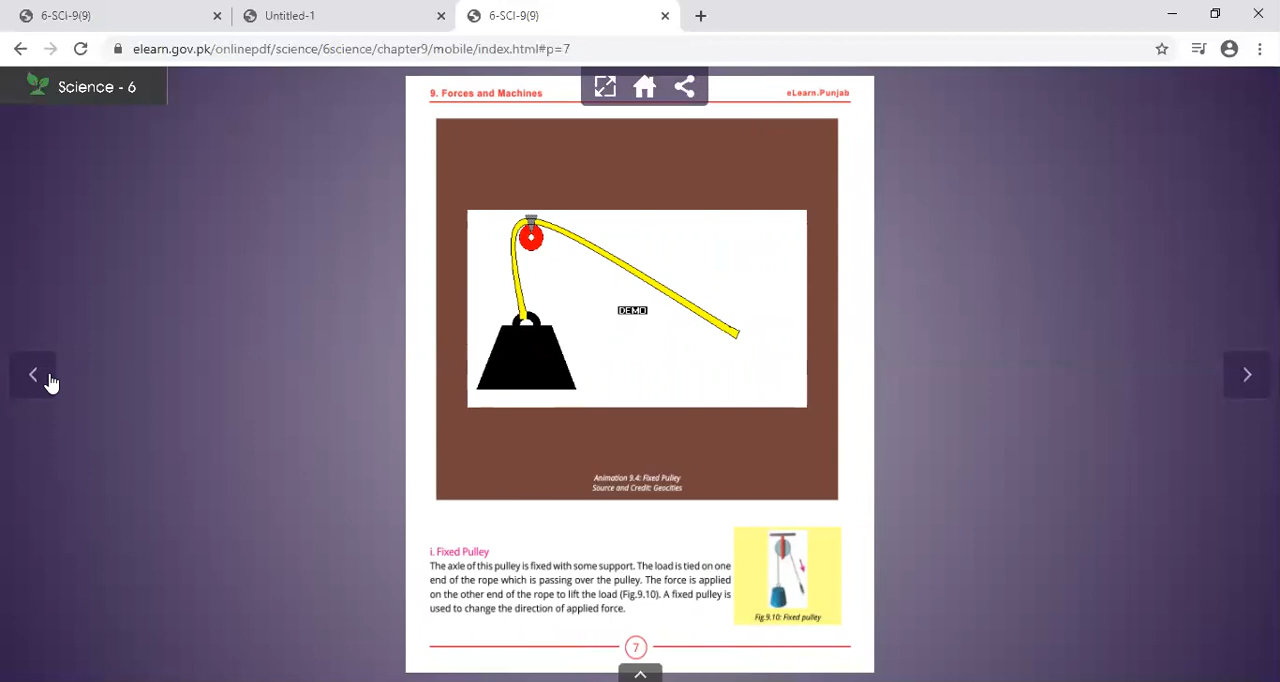 6-SCI-9(9)
Untitled-1
6-SCI-9(9)
elearn.gov.pk/onlinepdf/science/6science/chapter9/mobile/index.html#p=7
Science - 6
9. Forces and Machines
eLearn.Punjab
DEMO
Animation 9.4: Fixed Pulley
Source and Credit: Geocities
i. Fixed Pulley
The axle of this pulley is fixed with some support. The load is tied on one
end of the rope which is passing over the pulley. The force is applied
on the other end of the rope to lift the load (Fig.9.10). A fixed pulley is
used to change the direction of applied force.
Fig.9.10: Fixed pulley
7